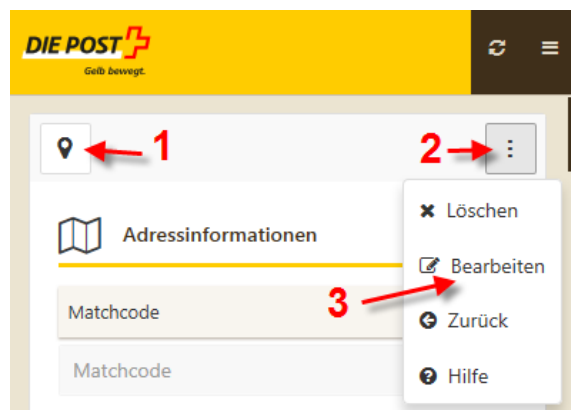 DIE POST
Gelb bewegt.
1
2
Adressinformationen
Löschen
Bearbeiten
3
Matchcode
Zurück
Matchcode
Hilfe